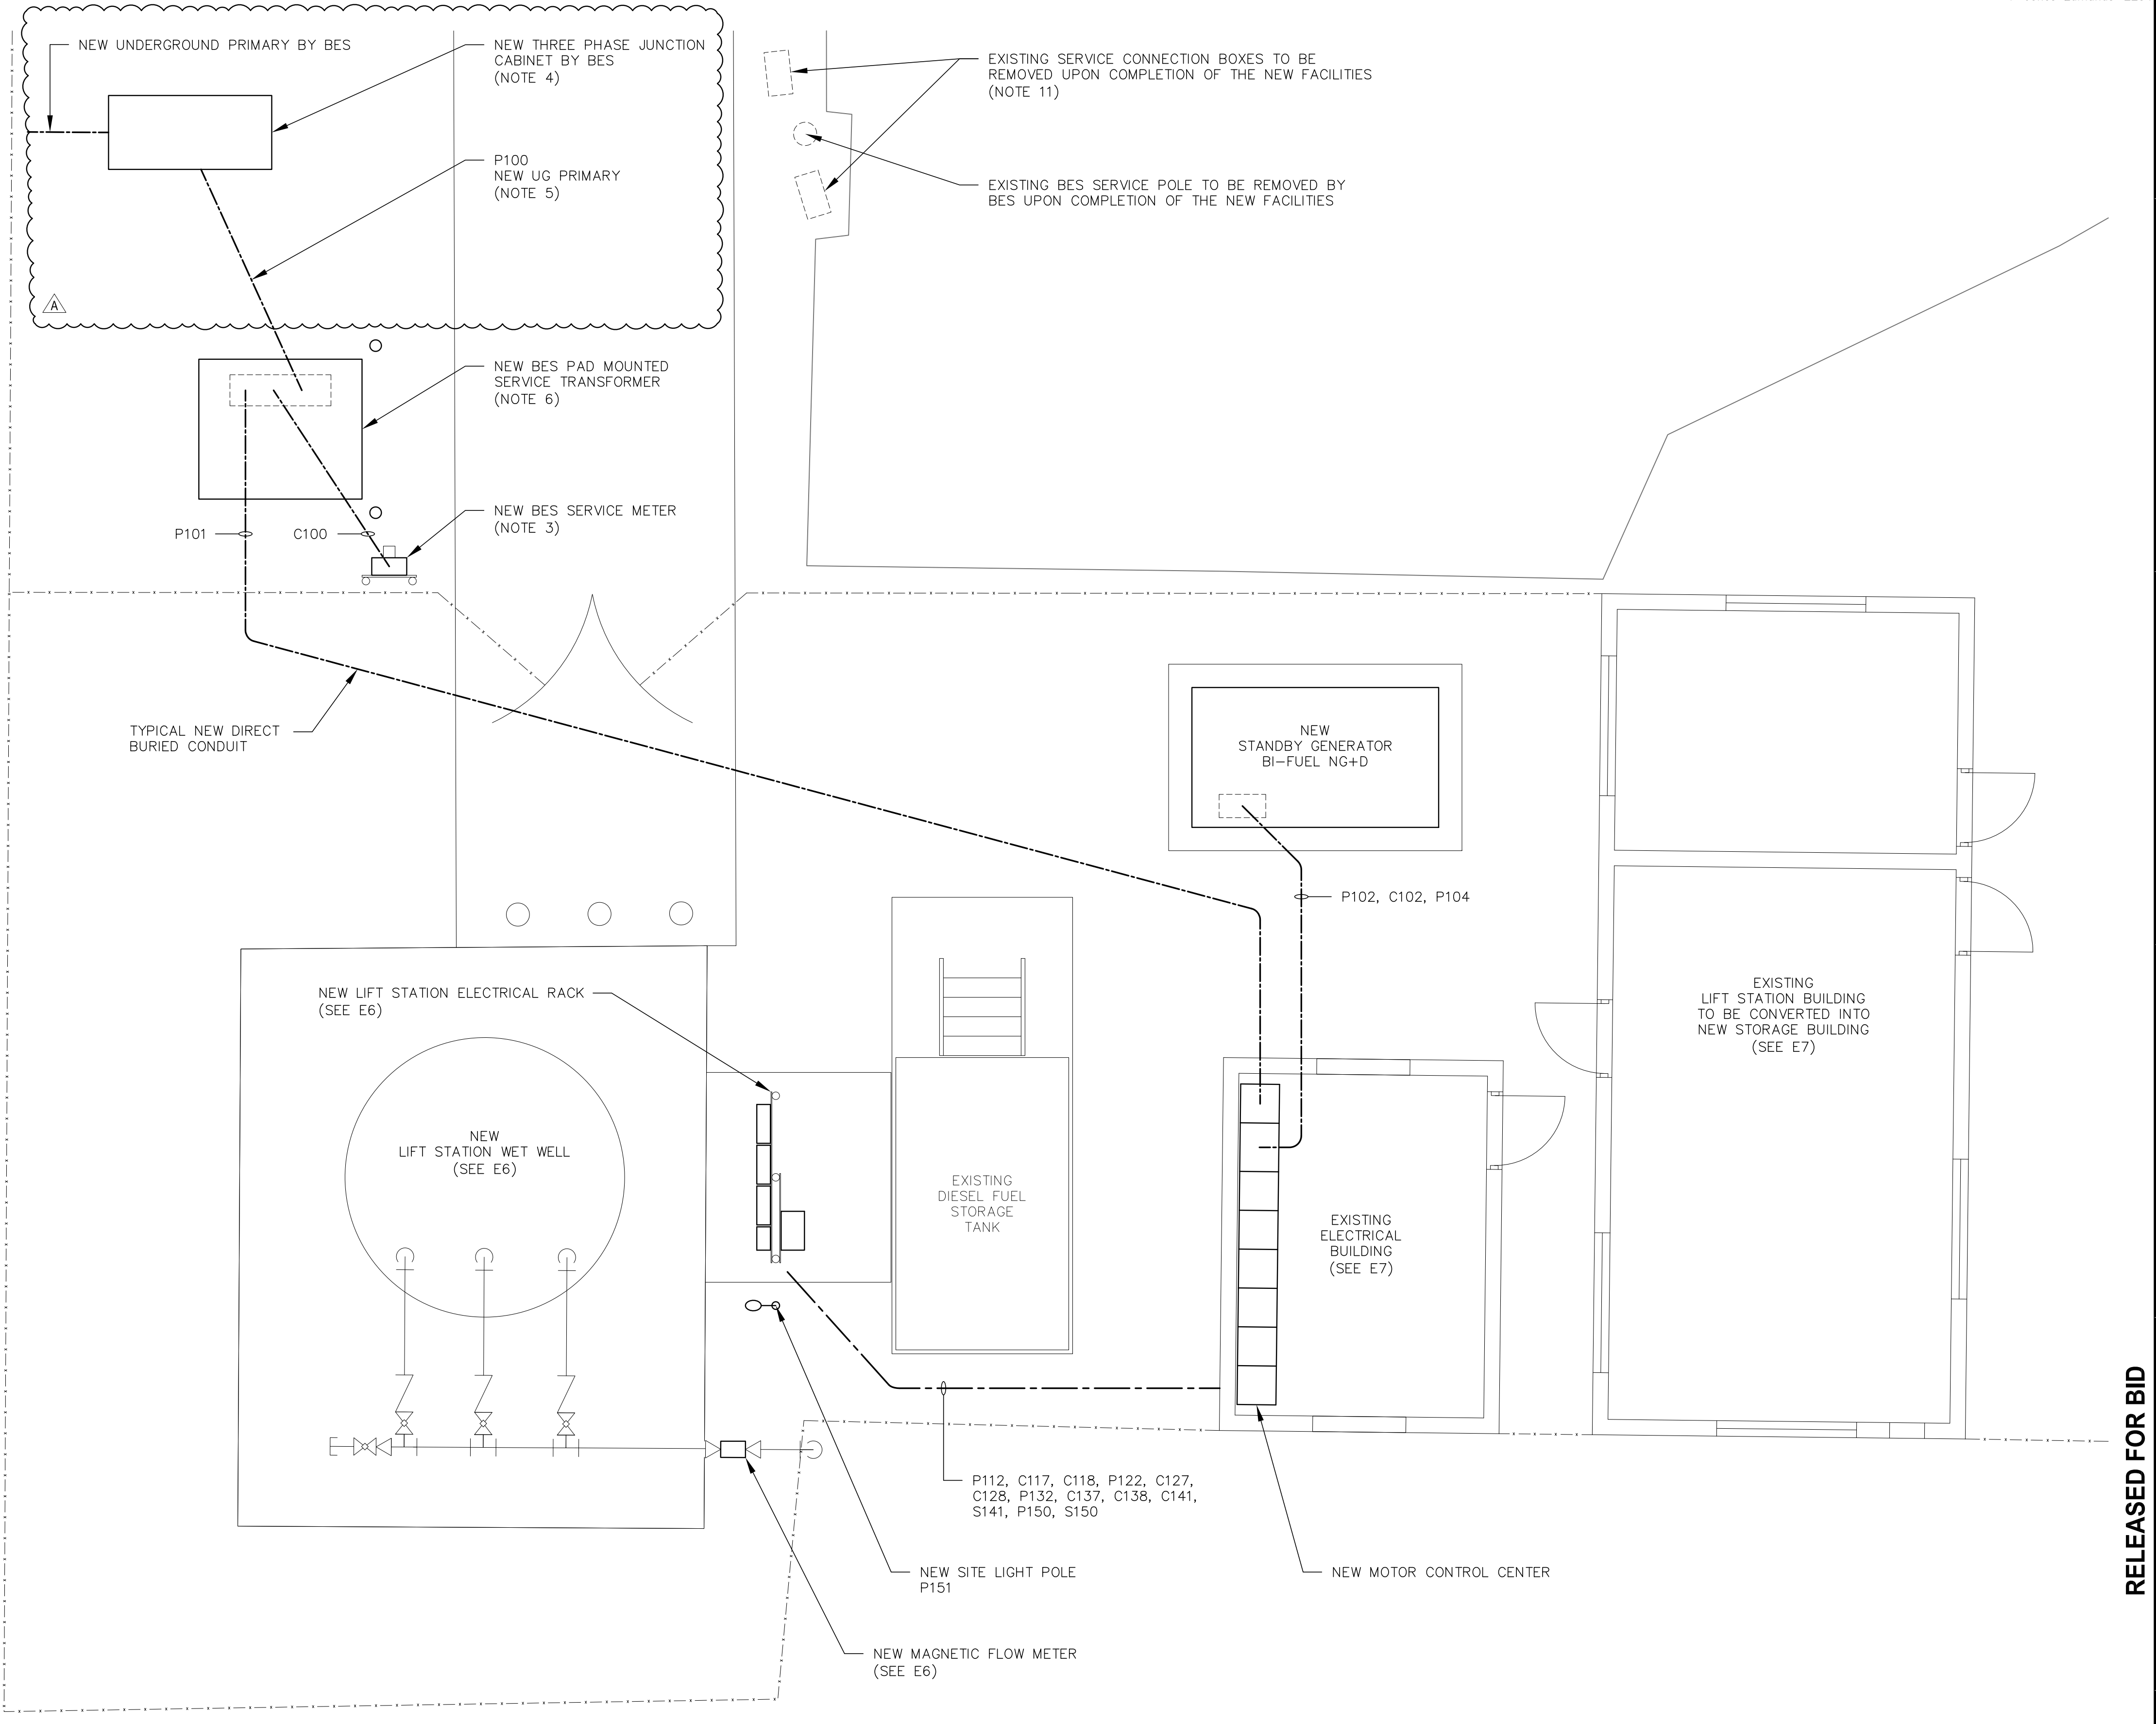 NEW UNDERGROUND PRIMARY BY BES
NEW THREE PHASE JUNCTION
CABINET BY BES
(NOTE 4)
EXISTING SERVICE CONNECTION BOXES TO BE
REMOVED UPON COMPLETION OF THE NEW FACILITIES
(NOTE 11)
P100
NEW UG PRIMARY
(NOTE 5)
EXISTING BES SERVICE POLE TO BE REMOVED BY
BES UPON COMPLETION OF THE NEW FACILITIES
A
NEW BES PAD MOUNTED
SERVICE TRANSFORMER
(NOTE 6)
NEW BES SERVICE METER
(NOTE 3)
P101
C100
TYPICAL NEW DIRECT
BURIED CONDUIT
NEW
STANDBY GENERATOR
BI-FUEL NG+D
P102, C102, P104
NEW LIFT STATION ELECTRICAL RACK
(SEE E6)
EXISTING
LIFT STATION BUILDING
TO BE CONVERTED INTO
NEW STORAGE BUILDING
(SEE E7)
NEW
LIFT STATION WET WELL
(SEE E6)
EXISTING
DIESEL FUEL
STORAGE
TANK
EXISTING
ELECTRICAL
BUILDING
(SEE E7)
P112, C117, C118, P122, C127,
C128, P132, C137, C138, C141,
S141, P150, S150
NEW SITE LIGHT POLE
P151
NEW MOTOR CONTROL CENTER
NEW MAGNETIC FLOW METER
(SEE E6)
RELEASED FOR BID